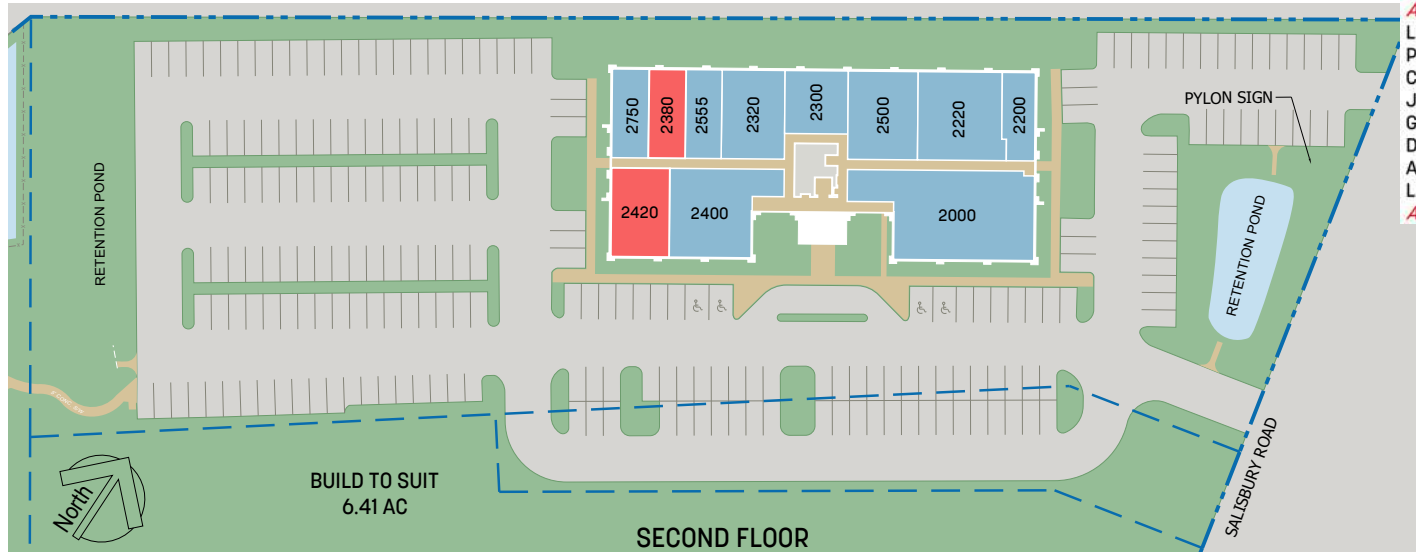 A
L
P
C
J
G
D
A
L
A
PYLON SIGN
2750
2380
2555
2320
2300
2500
2220
2200
RETENTION POND
2420
2400
2000
RETENTION POND
BUILD TO SUIT
6.41 AC
North
SALISBURY ROAD
SECOND FLOOR